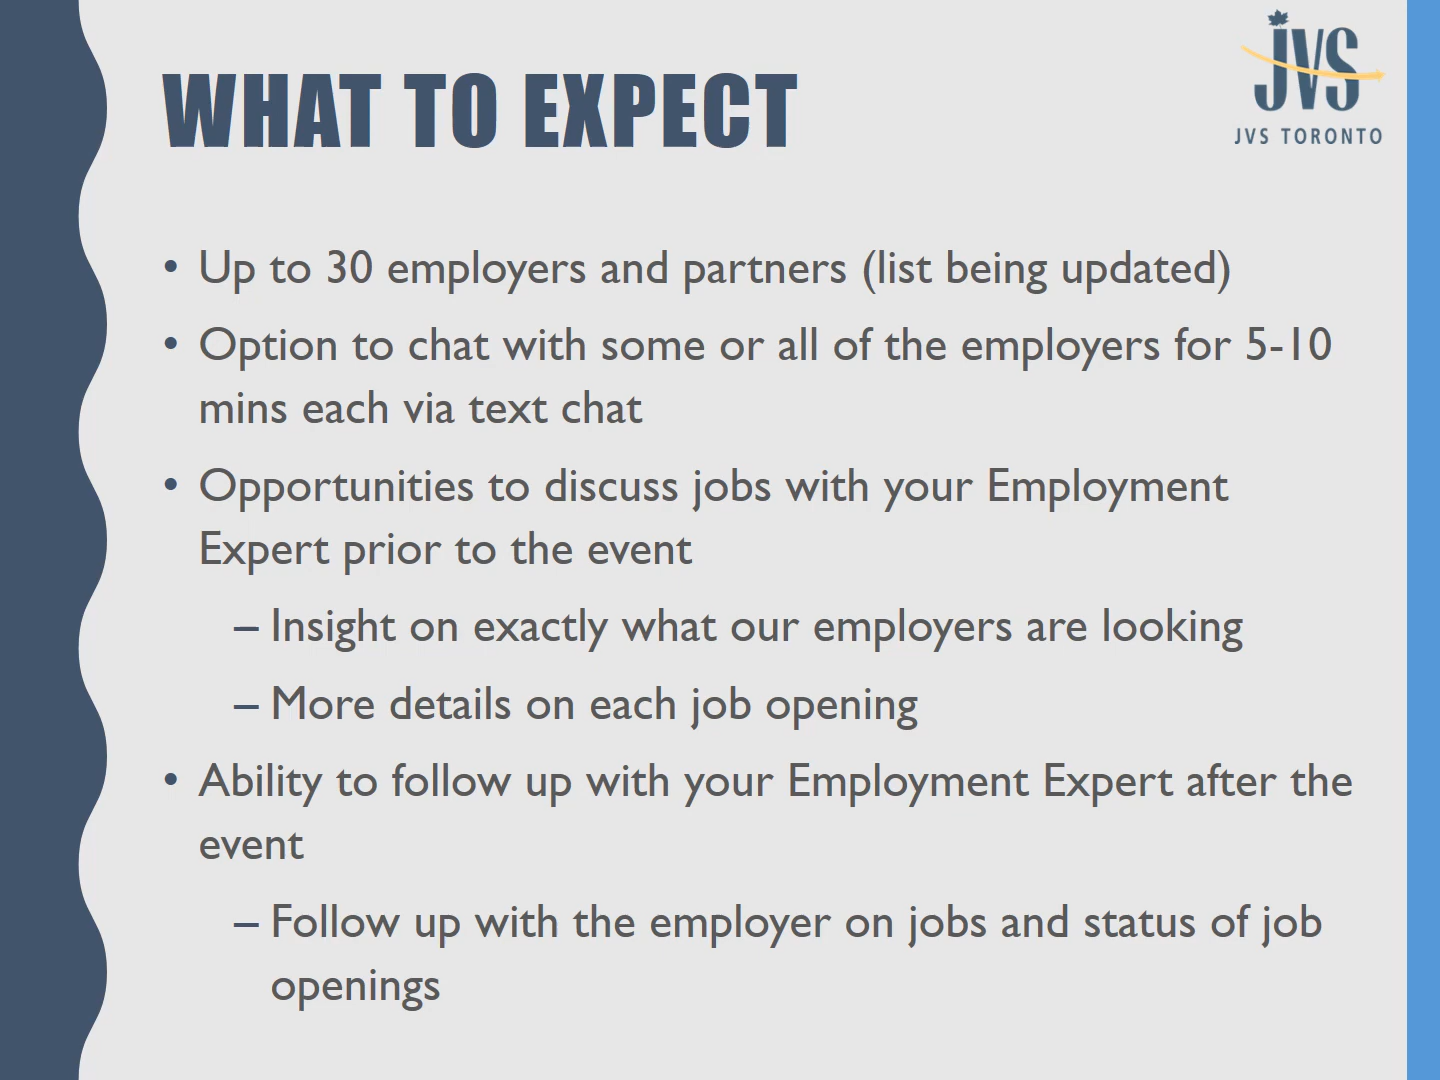 JVS
JVS TORONTO
WHAT TO EXPECT
• Up to 30 employers and partners (list being updated)
• Option to chat with some or all of the employers for 5-10
mins each via text chat
• Opportunities to discuss jobs with your Employment
Expert prior to the event
– Insight on exactly what our employers are looking
– More details on each job opening
• Ability to follow up with your Employment Expert after the
event
– Follow up with the employer on jobs and status of job
openings